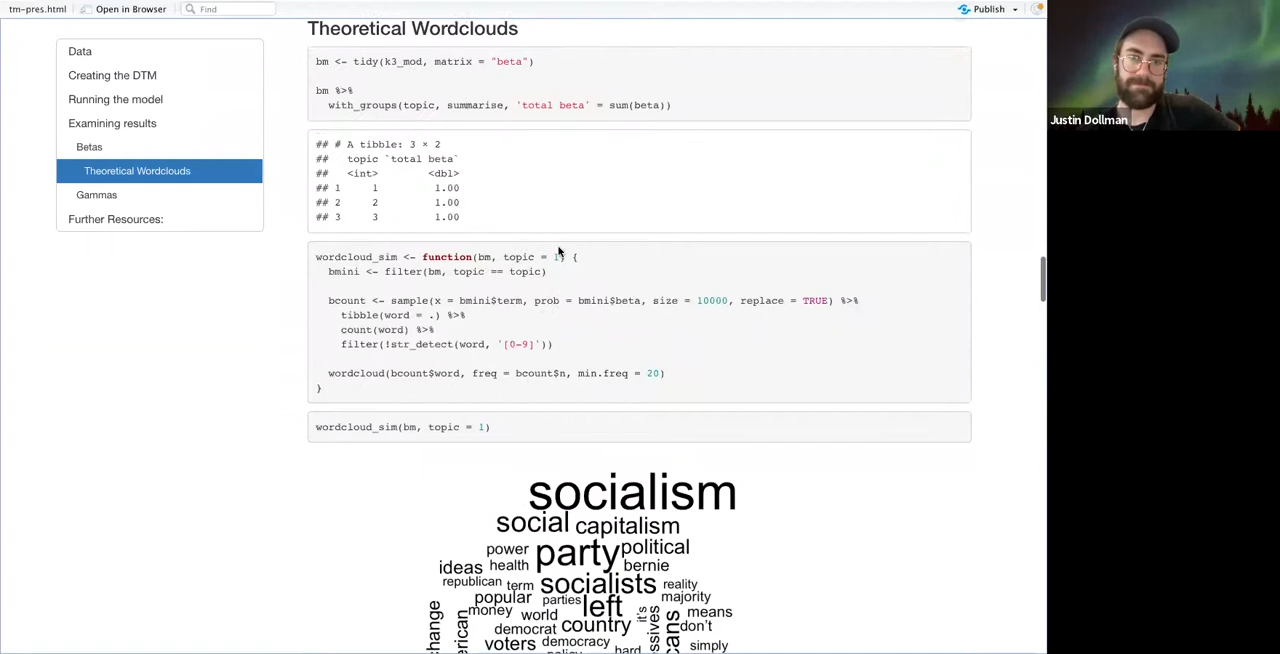 tm-pres.html
Open in Browser
Find
Publish
Theoretical Wordclouds
Data
Creating the DTM
Running the model
Examining results
Betas
Theoretical Wordclouds
Gammas
Further Resources:
bm <- tidy(k3_mod, matrix = "beta")
bm %>%
with_groups(topic, summarise, 'total beta' = sum(beta))
## # A tibble: 3 × 2
## topic `total beta`
## <int> <dbl>
## 1 1 1.00
## 2 2 1.00
## 3 3 1.00
wordcloud_sim <- function(bm, topic = 1) {
bmini <- filter(bm, topic == topic)
bcount <- sample(x = bmini$term, prob = bmini$beta, size = 10000, replace = TRUE) %>%
tibble(word = .) %>%
count(word) %>%
filter(!str_detect(word, '[0-9]'))
wordcloud(bcount$word, freq = bcount$n, min.freq = 20)
}
wordcloud_sim(bm, topic = 1)
socialism
social capitalism
power party political
ideas health bernie
republican term socialists reality
popular parties left majority
money world it's means
change country don't
democrat democracy
voters hard simply
Justin Dollman